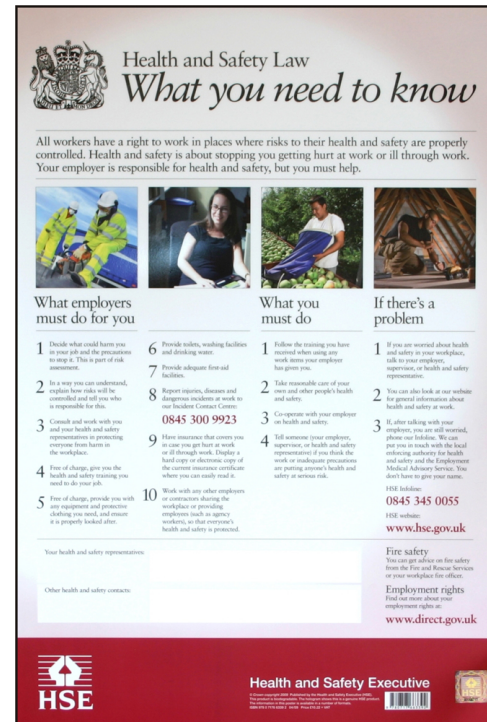 Health and Safety Law
What you need to know
All workers have a right to work in places where risks to their health and safety are properly
controlled. Health and safety is about stopping you getting hurt at work or ill through work.
Your employer is responsible for health and safety, but you must help.
What employers
must do for you
1 Decide what could harm you
in your job and the precautions
to stop it. This is part of risk
assessment.
2 In a way you can understand,
explain how risks will be
controlled and tell you who
is responsible for this.
3 Consult and work with you
and your health and safety
representatives in protecting
everyone from harm in
the workplace.
4 Free of charge, give you the
health and safety training you
need to do your job.
5 Free of charge, provide you with
any equipment and protective
clothing you need, and ensure
it is properly looked after.
6 Provide toilets, washing facilities
and drinking water.
7 Provide adequate first-aid
facilities.
8 Report injuries, diseases and
dangerous incidents at work to
our Incident Contact Centre:
0845 300 9923
9 Have insurance that covers you
in case you get hurt at work
or ill through work. Display a
hard copy or electronic copy of
the current insurance certificate
where you can easily read it.
10 Work with any other employers
or contractors sharing the
workplace or providing
employees (such as agency
workers), so that everyone's
health and safety is protected.
What you
must do
1 Follow the training you have
received when using any
work items your employer
has given you.
2 Take reasonable care of your
own and other people's health
and safety.
3 Co-operate with your employer
on health and safety.
4 Tell someone (your employer,
supervisor, or health and safety
representative) if you think the
work or inadequate precautions
are putting anyone's health and
safety at serious risk.
If there's a
problem
1 If you are worried about health
and safety in your workplace,
talk to your employer,
supervisor, or health and safety
representative.
2 You can also look at our website
for general information about
health and safety at work.
3 If, after talking with your
employer, you are still worried,
phone our Infoline. We can
put you in touch with the local
enforcing authority for health
and safety and the Employment
Medical Advisory Service. You
don't have to give your name.
HSE Infoline:
0845 345 0055
HSE website:
www.hse.gov.uk
Your health and safety representatives:
Other health and safety contacts:
Fire safety
You can get advice on fire safety
from the Fire and Rescue Services
or your workplace fire officer.
Employment rights
Find out more about your
employment rights at:
www.direct.gov.uk
HSE
Health and Safety Executive